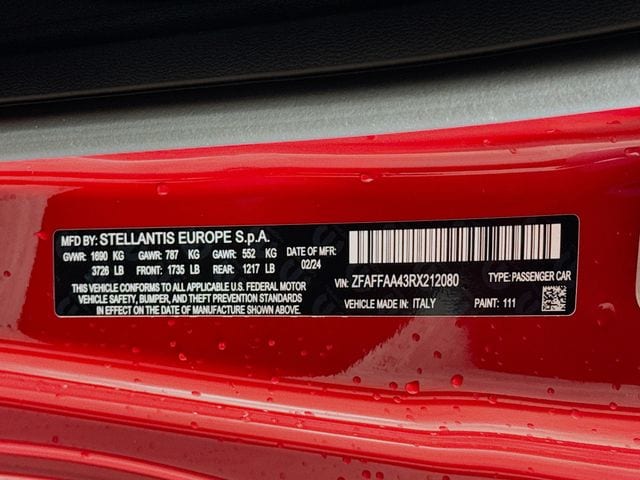 MFD BY: STELLANTIS EUROPE S.p.A.
GVWR: 1690 KG GAWR: 787 KG GAWR: 552 KG DATE OF MFR:
3726 LB FRONT: 1735 LB REAR: 1217 LB 02/24
THIS VEHICLE CONFORMS TO ALL APPLICABLE U.S. FEDERAL MOTOR
VEHICLE SAFETY, BUMPER, AND THEFT PREVENTION STANDARDS IN
EFFECT ON THE DATE OF MANUFACTURE SHOWN ABOVE.
VIN: ZFAFFAA43RX212080 TYPE: PASSENGER CAR
VEHICLE MADE IN: ITALY PAINT: 111